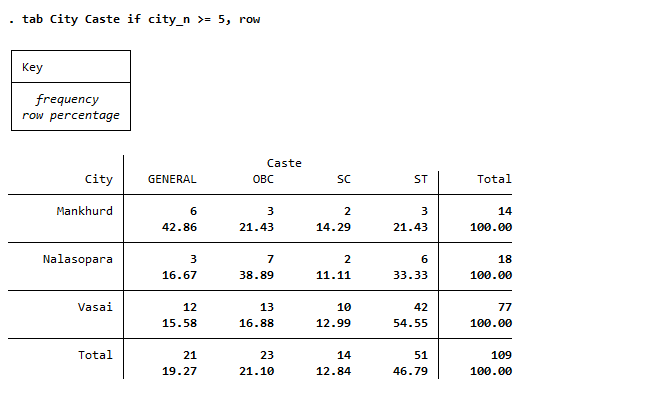 . tab City Caste if city_n >= 5, row
Key
frequency
row percentage
Caste
City GENERAL OBC SC ST Total
Mankhurd 6 3 2 3 14
42.86 21.43 14.29 21.43 100.00
Nalasopara 3 7 2 6 18
16.67 38.89 11.11 33.33 100.00
Vasai 12 13 10 42 77
15.58 16.88 12.99 54.55 100.00
Total 21 23 14 51 109
19.27 21.10 12.84 46.79 100.00